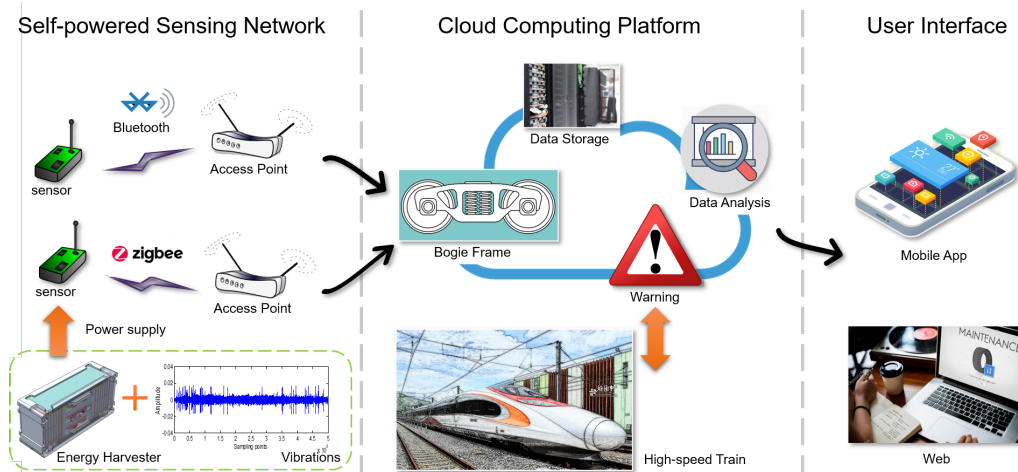 Self-powered Sensing Network
Cloud Computing Platform
User Interface
Bluetooth
sensor
Access Point
zigbee
sensor
Access Point
Power supply
Data Storage
Bogie Frame
Data Analysis
Warning
Mobile App
Amplitude
0.04
0.02
0
-0.02
-0.04
0 0.5 1 1.5 2 2.5 3 3.5 4 4.5 5
Sampling points
Energy Harvester
Vibrations
High-speed Train
MAINTENANCE
Web